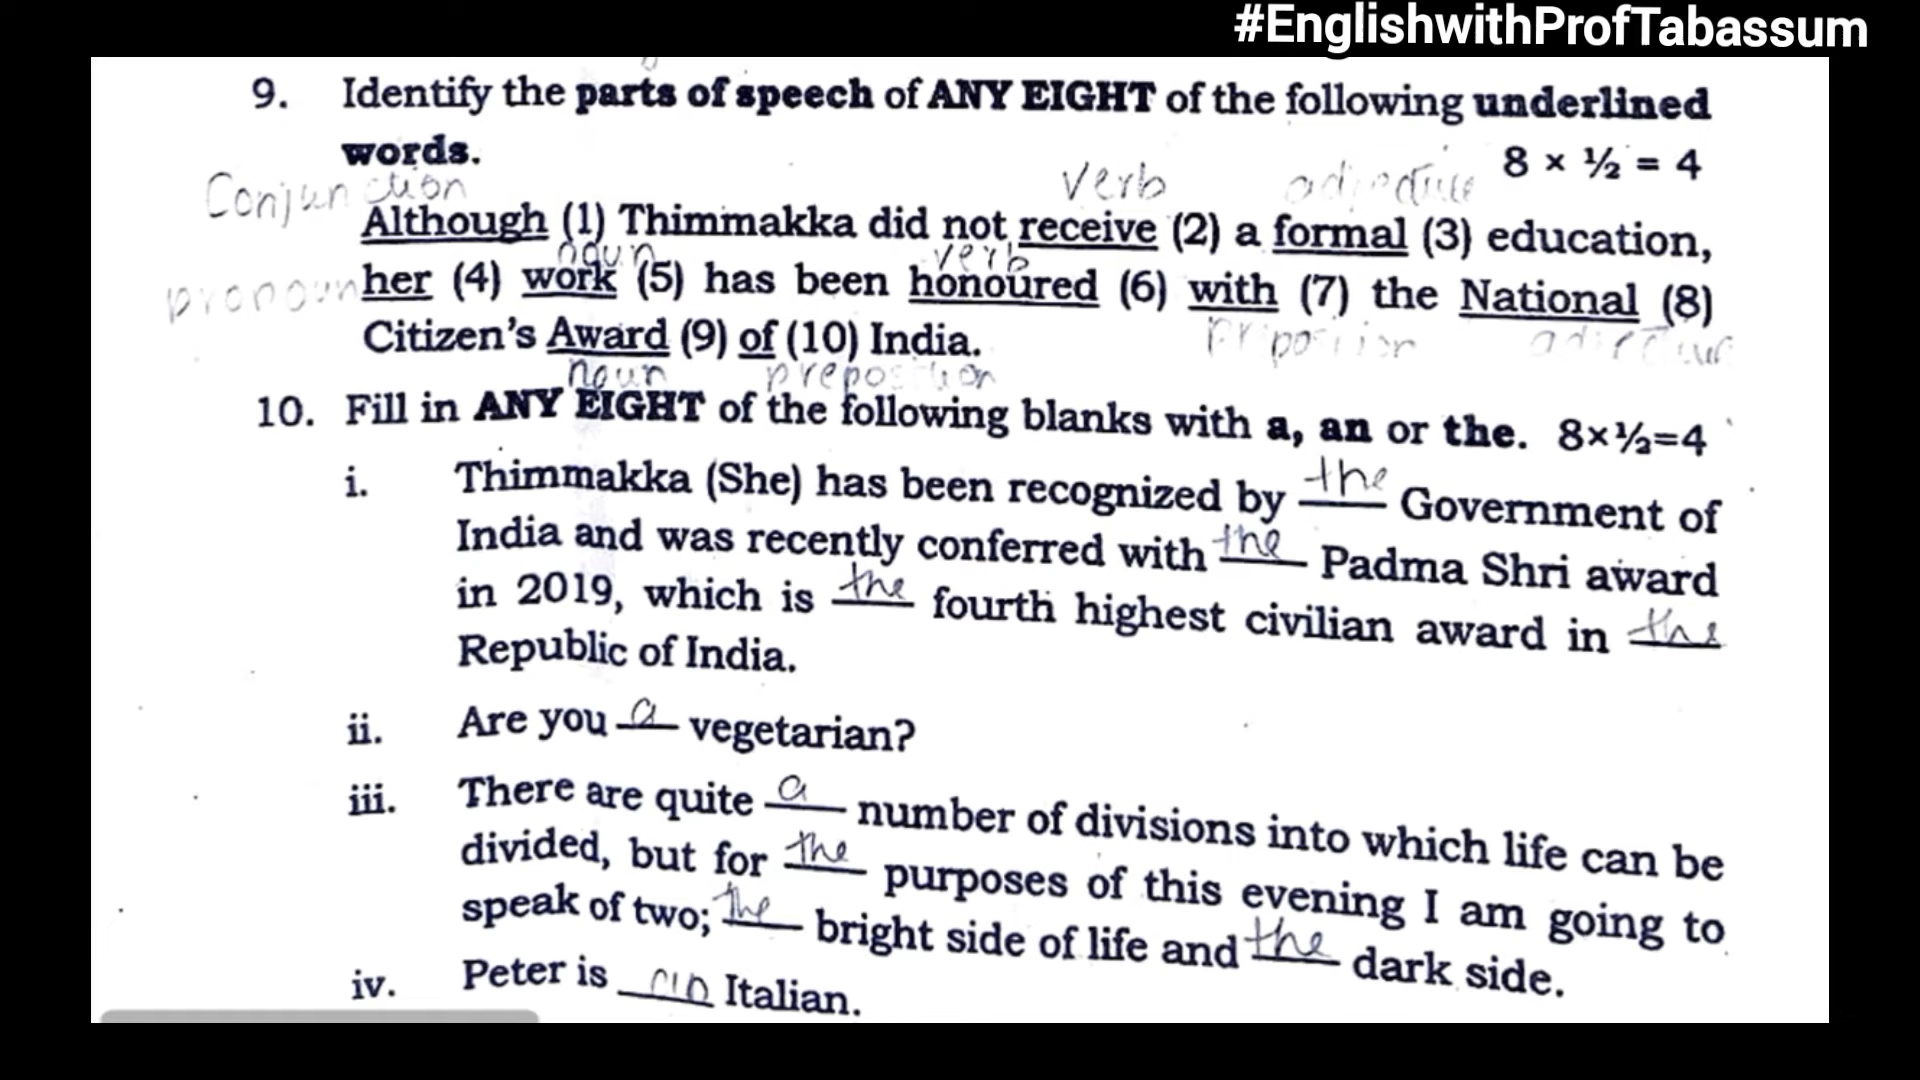 #EnglishwithProfTabassum
9. Identify the parts of speech of ANY EIGHT of the following underlined
words. 8 × ½ = 4
Conjunction verb adjective
Although (1) Thimmakka did not receive (2) a formal (3) education,
noun verb
pronoun her (4) work (5) has been honoured (6) with (7) the National (8)
Citizen's Award (9) of (10) India.
noun preposition
10. Fill in ANY EIGHT of the following blanks with a, an or the. 8×½=4
i. Thimmakka (She) has been recognized by the Government of
India and was recently conferred with the Padma Shri award
in 2019, which is the fourth highest civilian award in the
Republic of India.
ii. Are you a vegetarian?
iii. There are quite a number of divisions into which life can be
divided, but for the purposes of this evening I am going to
speak of two; the bright side of life and the dark side.
iv. Peter is an Italian.